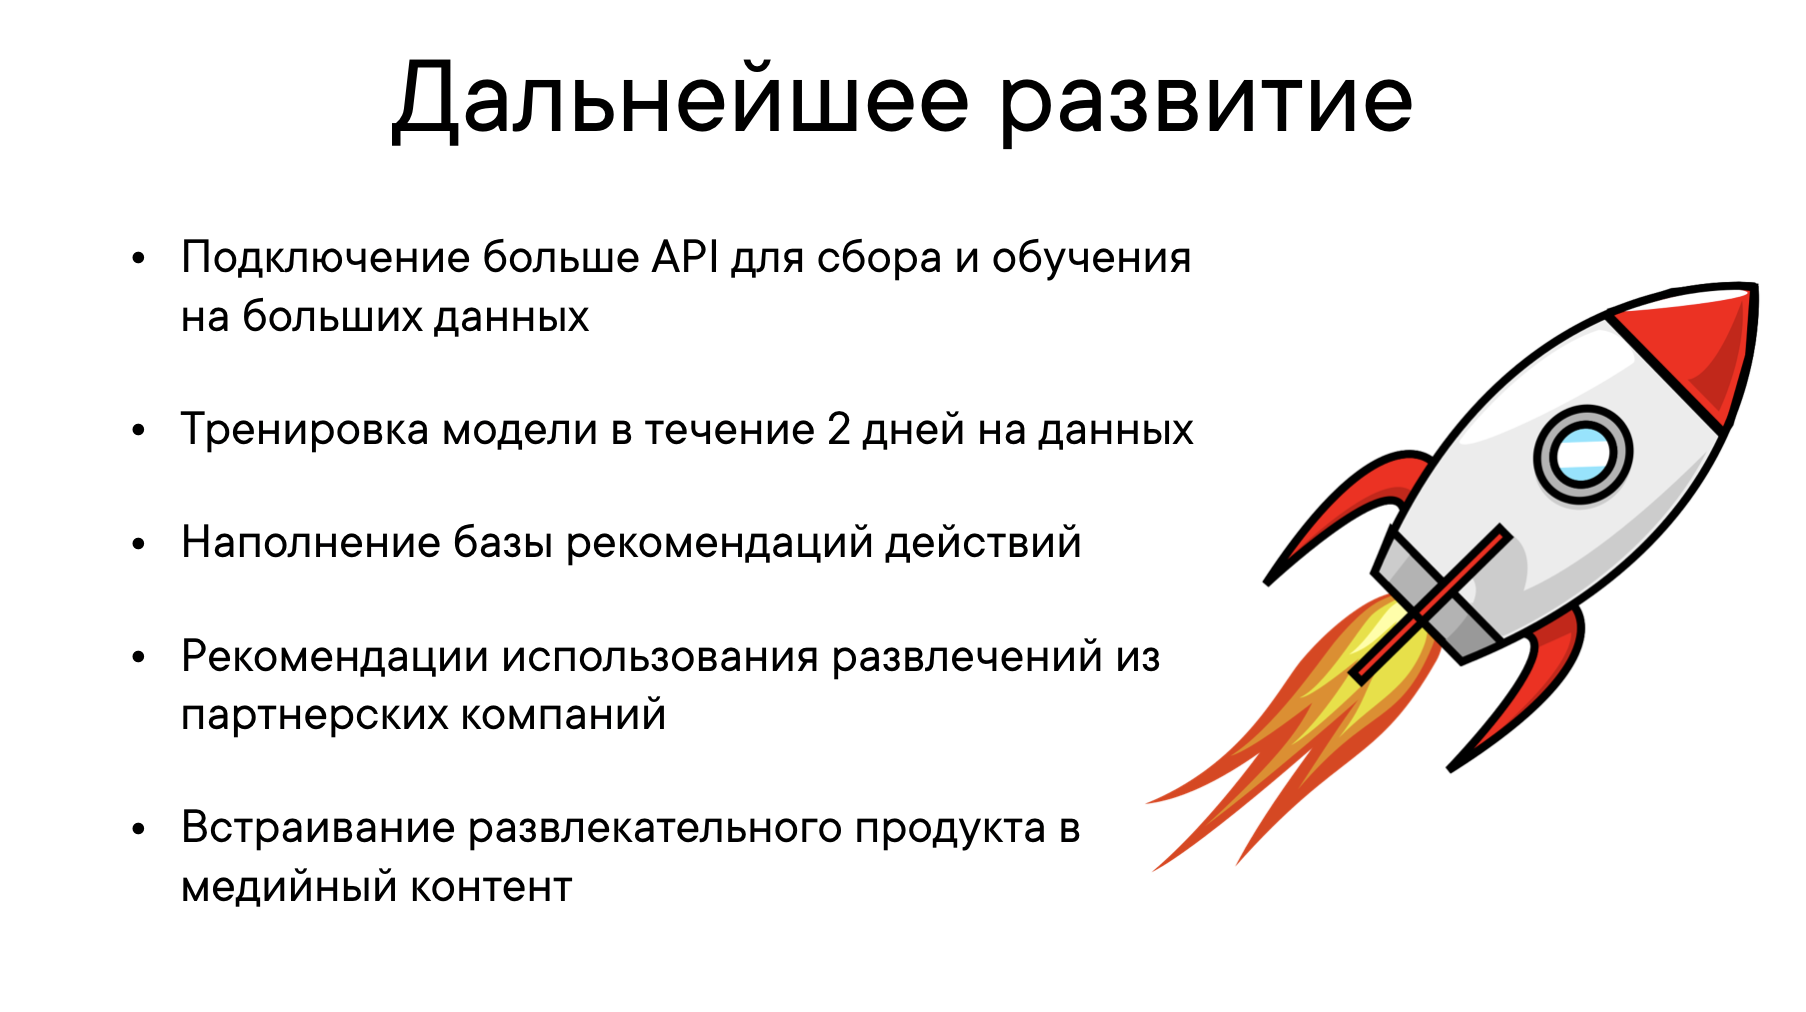 Дальнейшее развитие
• Подключение больше API для сбора и обучения
на больших данных
• Тренировка модели в течение 2 дней на данных
• Наполнение базы рекомендаций действий
• Рекомендации использования развлечений из
партнерских компаний
• Встраивание развлекательного продукта в
медийный контент